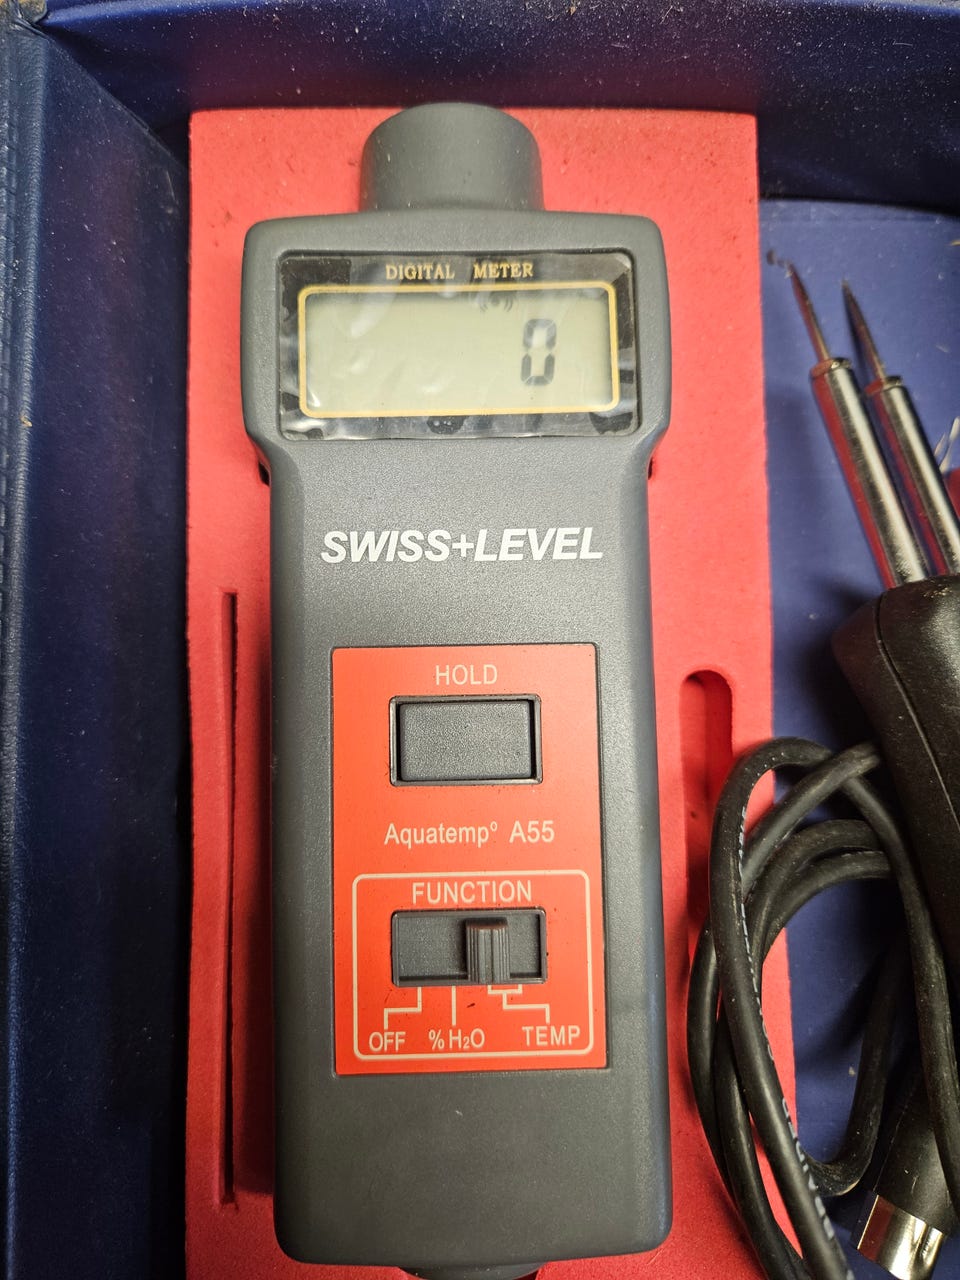 DIGITAL METER
0
SWISS+LEVEL
HOLD
Aquatemp° A55
FUNCTION
OFF % H₂O TEMP